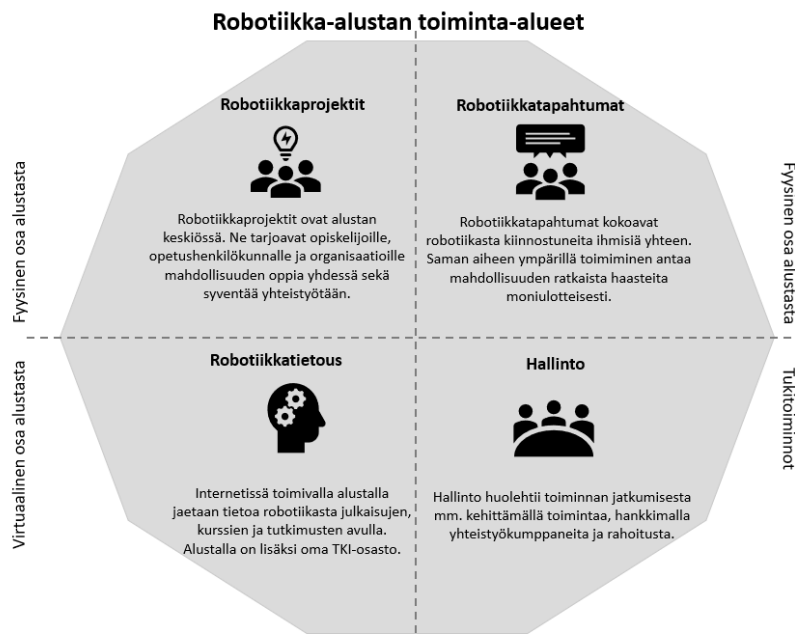 Robotiikka-alustan toiminta-alueet
Fyysinen osa alustasta
Robotiikkaprojektit
Robotiikkaprojektit ovat alustan
keskiössä. Ne tarjoavat opiskelijoille,
opetushenkilökunnalle ja organisaatioille
mahdollisuuden oppia yhdessä sekä
syventää yhteistyötään.
Robotiikkatapahtumat
Robotiikkatapahtumat kokoavat
robotiikasta kiinnostuneita ihmisiä yhteen.
Saman aiheen ympärillä toimiminen antaa
mahdollisuuden ratkaista haasteita
moniulotteisesti.
Fyysinen osa alustasta
Virtuaalinen osa alustasta
Robotiikkatietous
Internetissä toimivalla alustalla
jaetaan tietoa robotiikasta julkaisujen,
kurssien ja tutkimusten avulla.
Alustalla on lisäksi oma TKI-osasto.
Hallinto
Hallinto huolehtii toiminnan jatkumisesta
mm. kehittämällä toimintaa, hankkimalla
yhteistyökumppaneita ja rahoitusta.
Tukitoiminnot